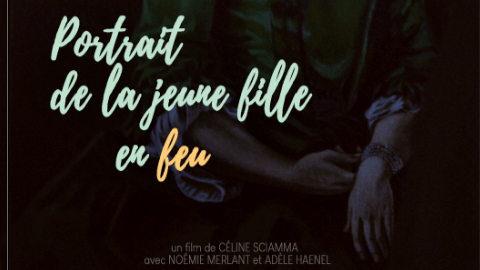 Portrait
de la jeune fille
en feu
un film de CÉLINE SCIAMMA
avec NOÉMIE MERLANT et ADÈLE HAENEL